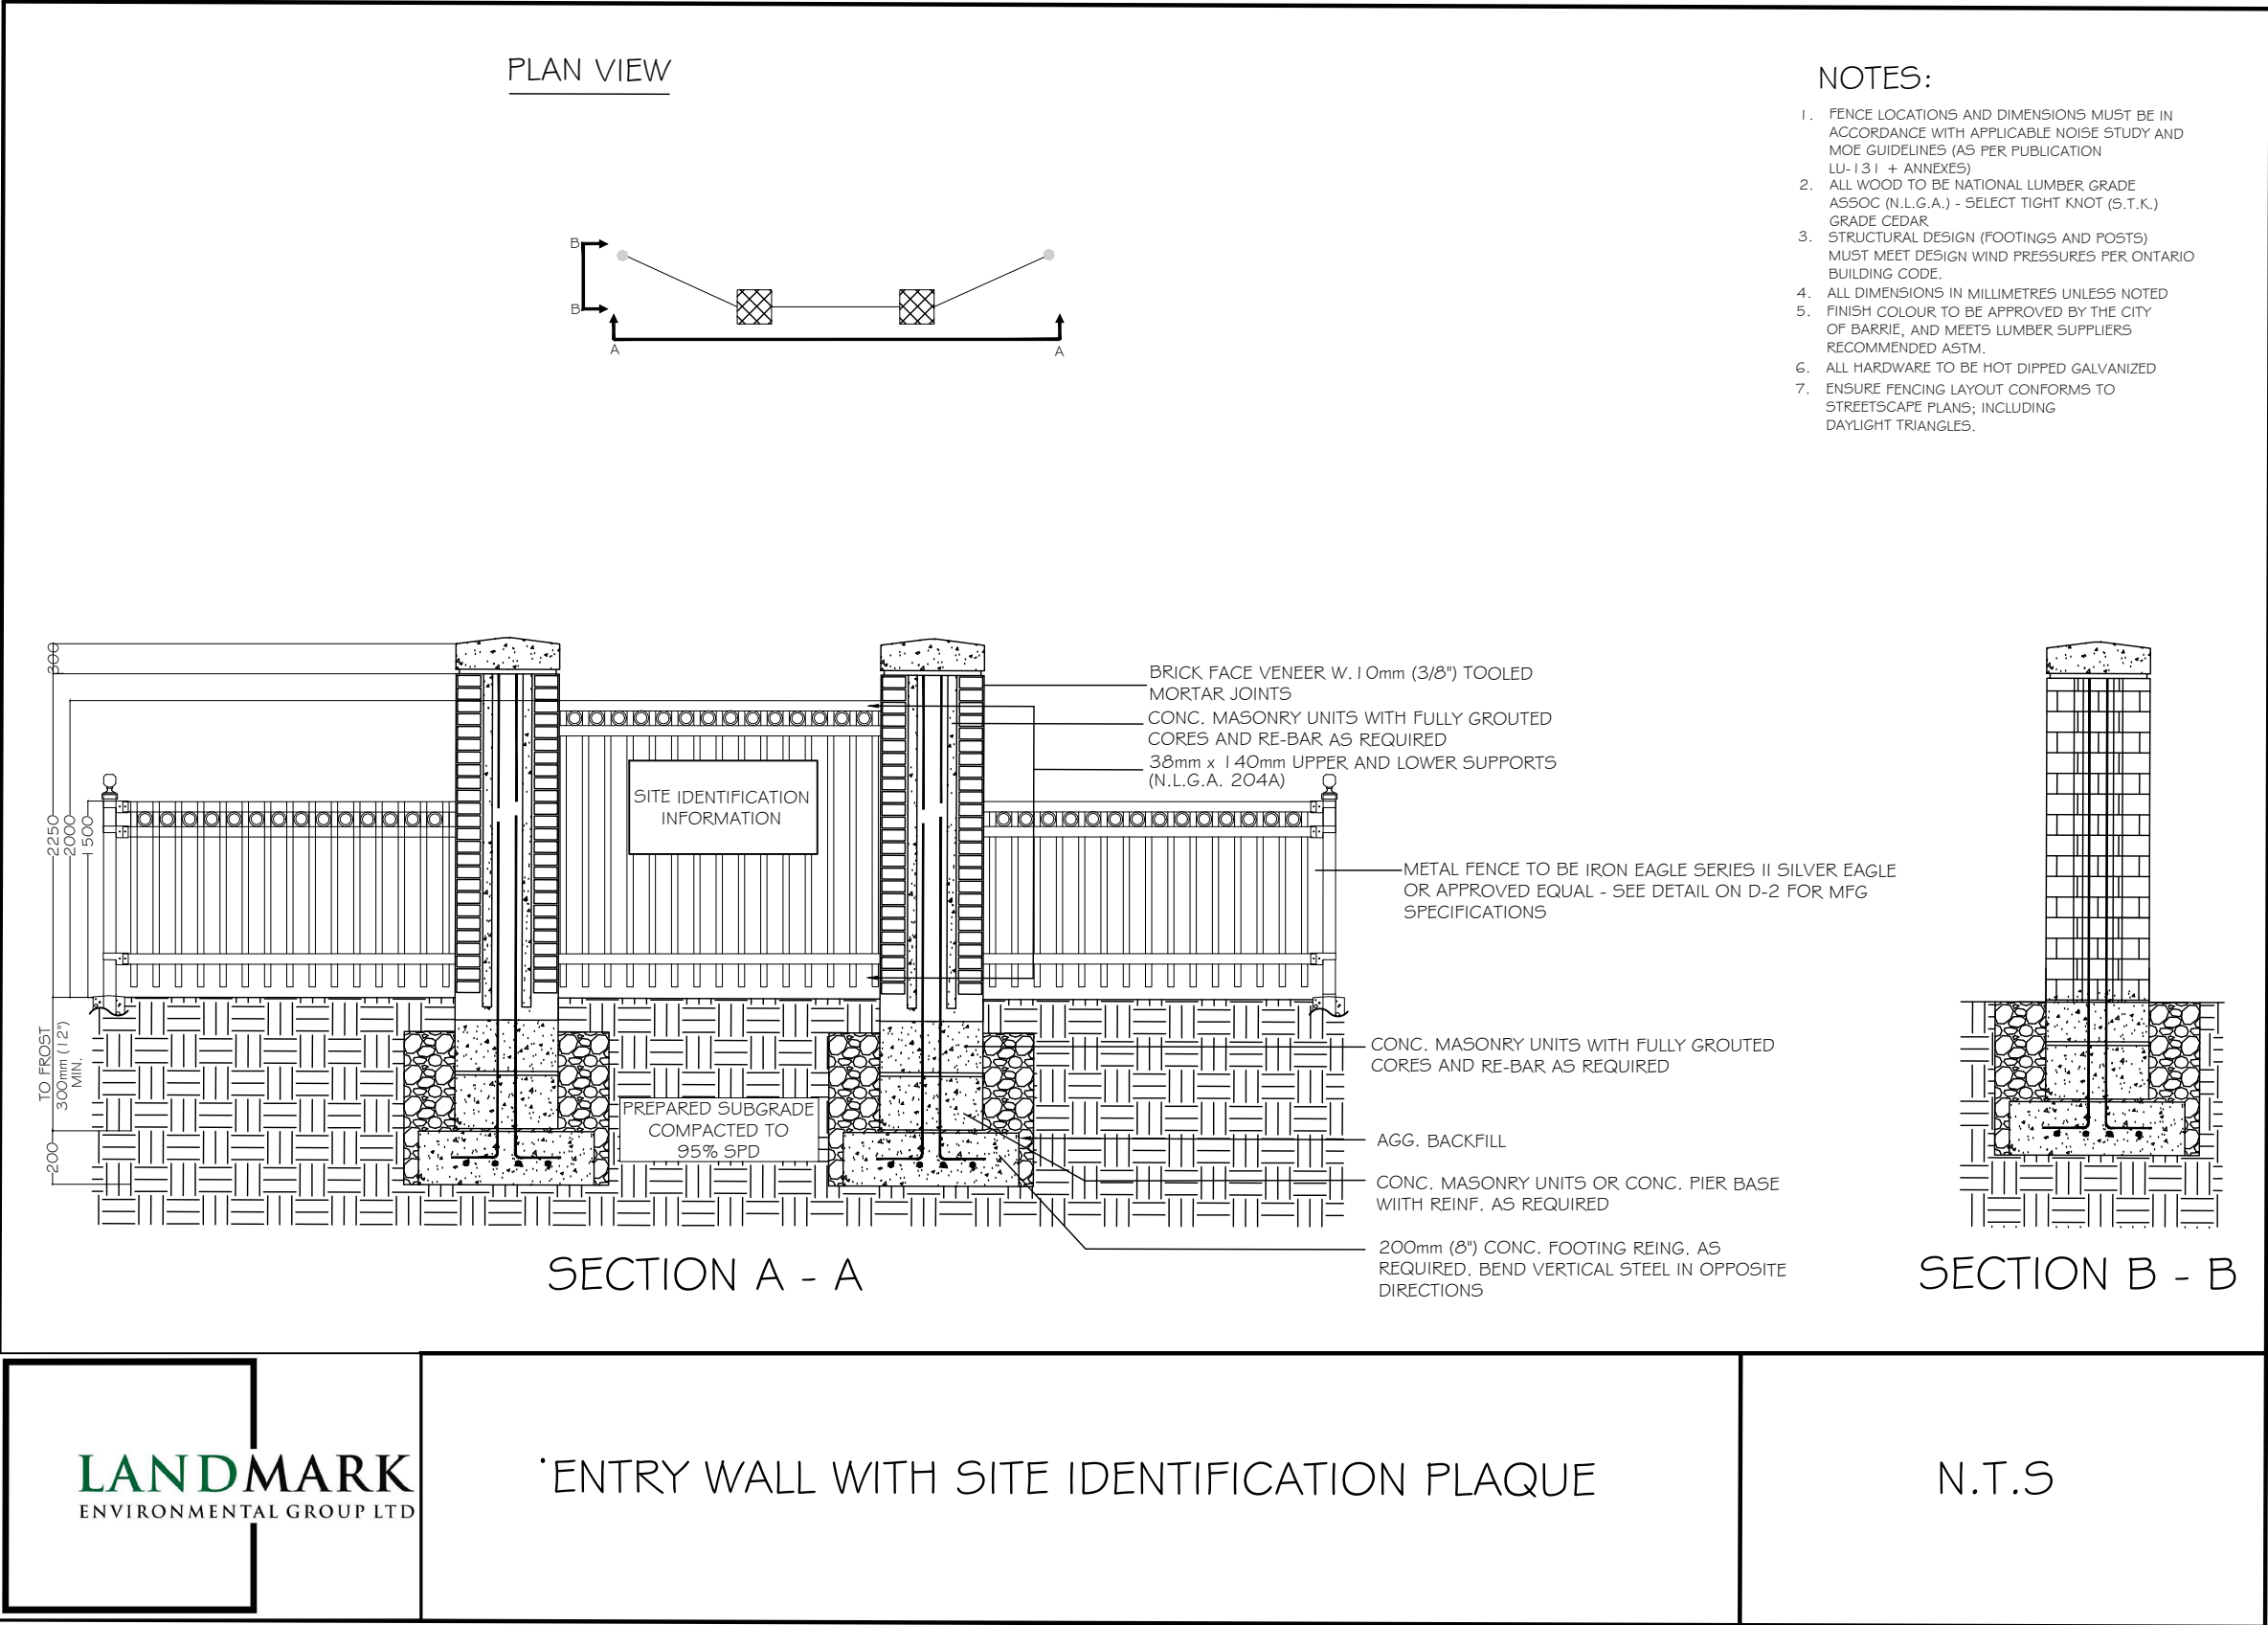 PLAN VIEW
B
B
A
A
NOTES:
1. FENCE LOCATIONS AND DIMENSIONS MUST BE IN
ACCORDANCE WITH APPLICABLE NOISE STUDY AND
MOE GUIDELINES (AS PER PUBLICATION
LU-131 + ANNEXES)
2. ALL WOOD TO BE NATIONAL LUMBER GRADE
ASSOC (N.L.G.A.) - SELECT TIGHT KNOT (S.T.K.)
GRADE CEDAR
3. STRUCTURAL DESIGN (FOOTINGS AND POSTS)
MUST MEET DESIGN WIND PRESSURES PER ONTARIO
BUILDING CODE.
4. ALL DIMENSIONS IN MILLIMETRES UNLESS NOTED
5. FINISH COLOUR TO BE APPROVED BY THE CITY
OF BARRIE, AND MEETS LUMBER SUPPLIERS
RECOMMENDED ASTM.
6. ALL HARDWARE TO BE HOT DIPPED GALVANIZED
7. ENSURE FENCING LAYOUT CONFORMS TO
STREETSCAPE PLANS; INCLUDING
DAYLIGHT TRIANGLES.
300
2250
2000
1500
TO FROST
300mm (12")
MIN.
200
SITE IDENTIFICATION
INFORMATION
PREPARED SUBGRADE
COMPACTED TO
95% SPD
BRICK FACE VENEER W.10mm (3/8") TOOLED
MORTAR JOINTS
CONC. MASONRY UNITS WITH FULLY GROUTED
CORES AND RE-BAR AS REQUIRED
38mm x 140mm UPPER AND LOWER SUPPORTS
(N.L.G.A. 204A)
METAL FENCE TO BE IRON EAGLE SERIES II SILVER EAGLE
OR APPROVED EQUAL - SEE DETAIL ON D-2 FOR MFG
SPECIFICATIONS
CONC. MASONRY UNITS WITH FULLY GROUTED
CORES AND RE-BAR AS REQUIRED
AGG. BACKFILL
CONC. MASONRY UNITS OR CONC. PIER BASE
WIITH REINF. AS REQUIRED
200mm (8") CONC. FOOTING REING. AS
REQUIRED. BEND VERTICAL STEEL IN OPPOSITE
DIRECTIONS
SECTION A - A
SECTION B - B
LANDMARK
ENVIRONMENTAL GROUP LTD
ENTRY WALL WITH SITE IDENTIFICATION PLAQUE
N.T.S